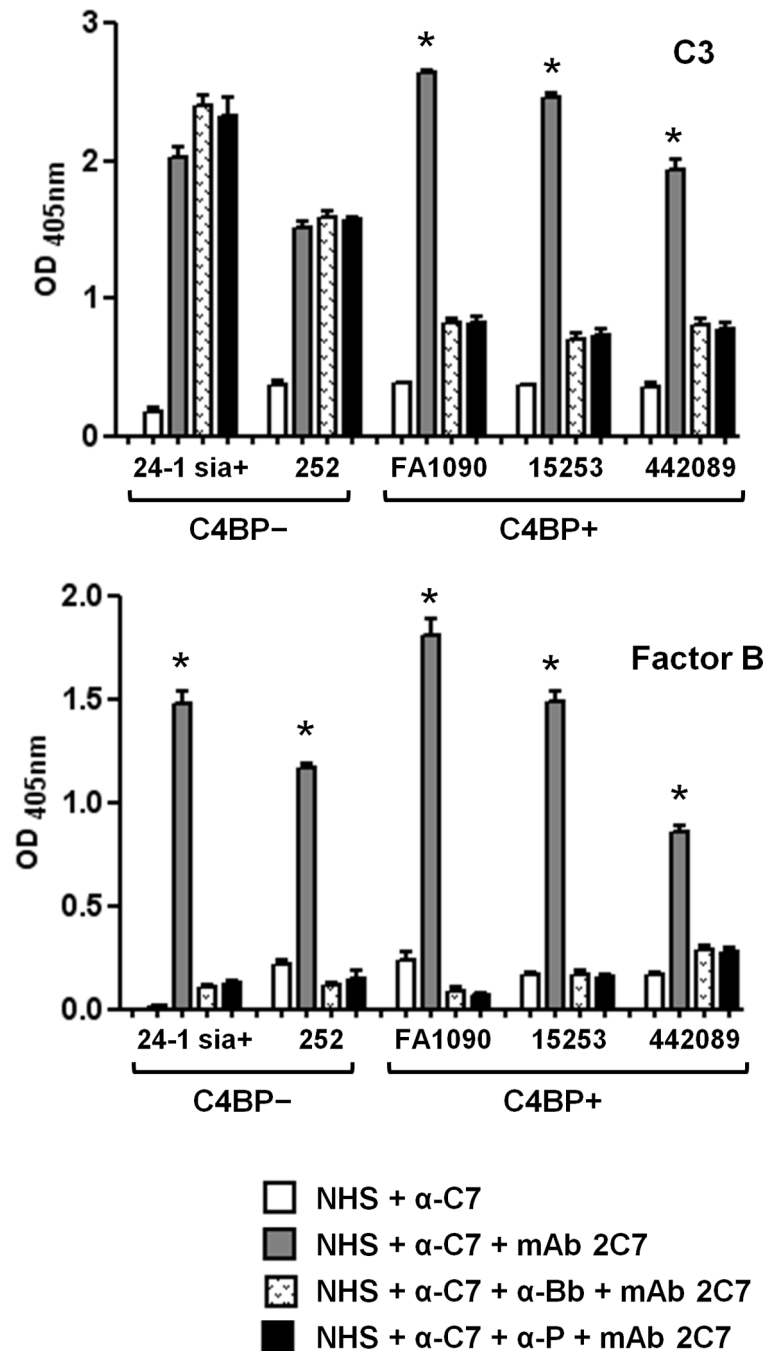 3
C3
2
OD 405nm
1
0
24-1 sia+ 252 FA1090 15253 442089
C4BP− C4BP+
* * *
2.0
Factor B
1.5
OD 405nm
1.0
0.5
0.0
24-1 sia+ 252 FA1090 15253 442089
C4BP− C4BP+
* * * * *
NHS + α-C7
NHS + α-C7 + mAb 2C7
NHS + α-C7 + α-Bb + mAb 2C7
NHS + α-C7 + α-P + mAb 2C7